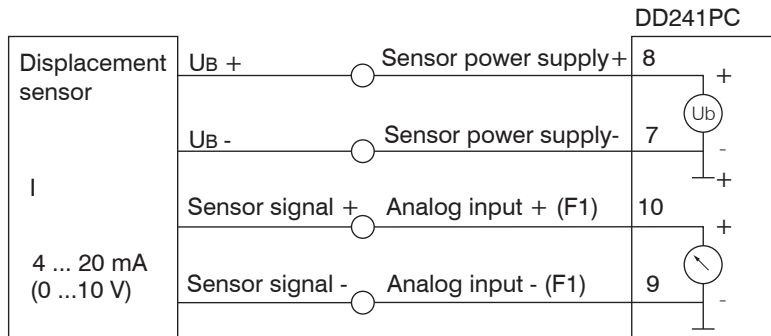 DD241PC
Displacement
sensor
UB +
Sensor power supply+
8
+
Ub
UB -
Sensor power supply-
7
-
+
I
Sensor signal +
Analog input + (F1)
10
+
4 ... 20 mA
(0 ...10 V)
Sensor signal -
Analog input - (F1)
9
-